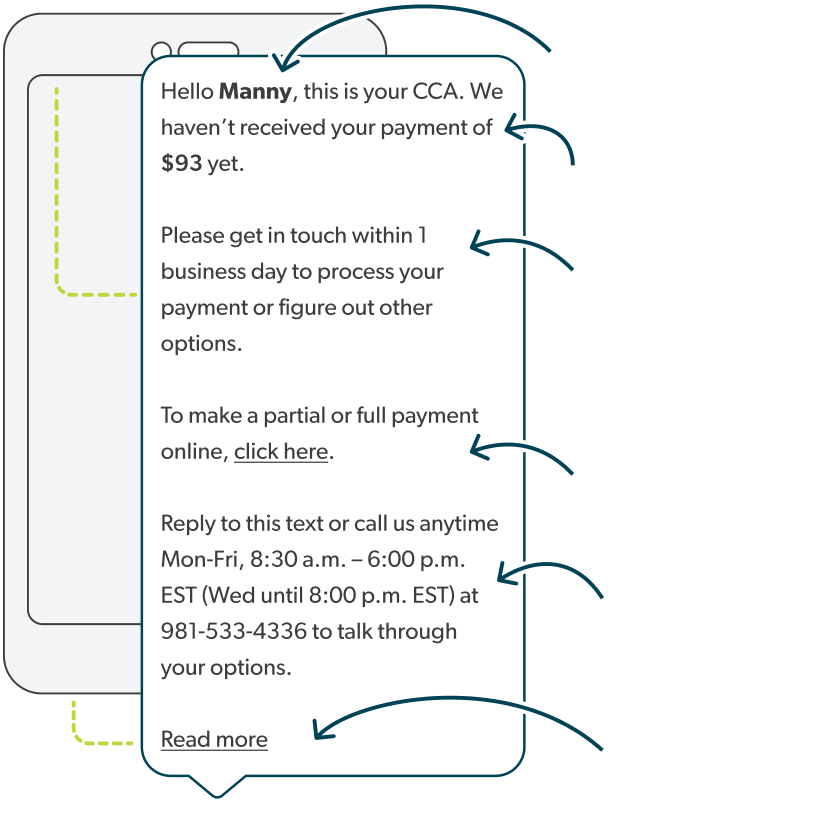 Hello Manny, this is your CCA. We
haven’t received your payment of
$93 yet.
Please get in touch within 1
business day to process your
payment or figure out other
options.
To make a partial or full payment
online, click here.
Reply to this text or call us anytime
Mon-Fri, 8:30 a.m. – 6:00 p.m.
EST (Wed until 8:00 p.m. EST) at
981-533-4336 to talk through
your options.
Read more